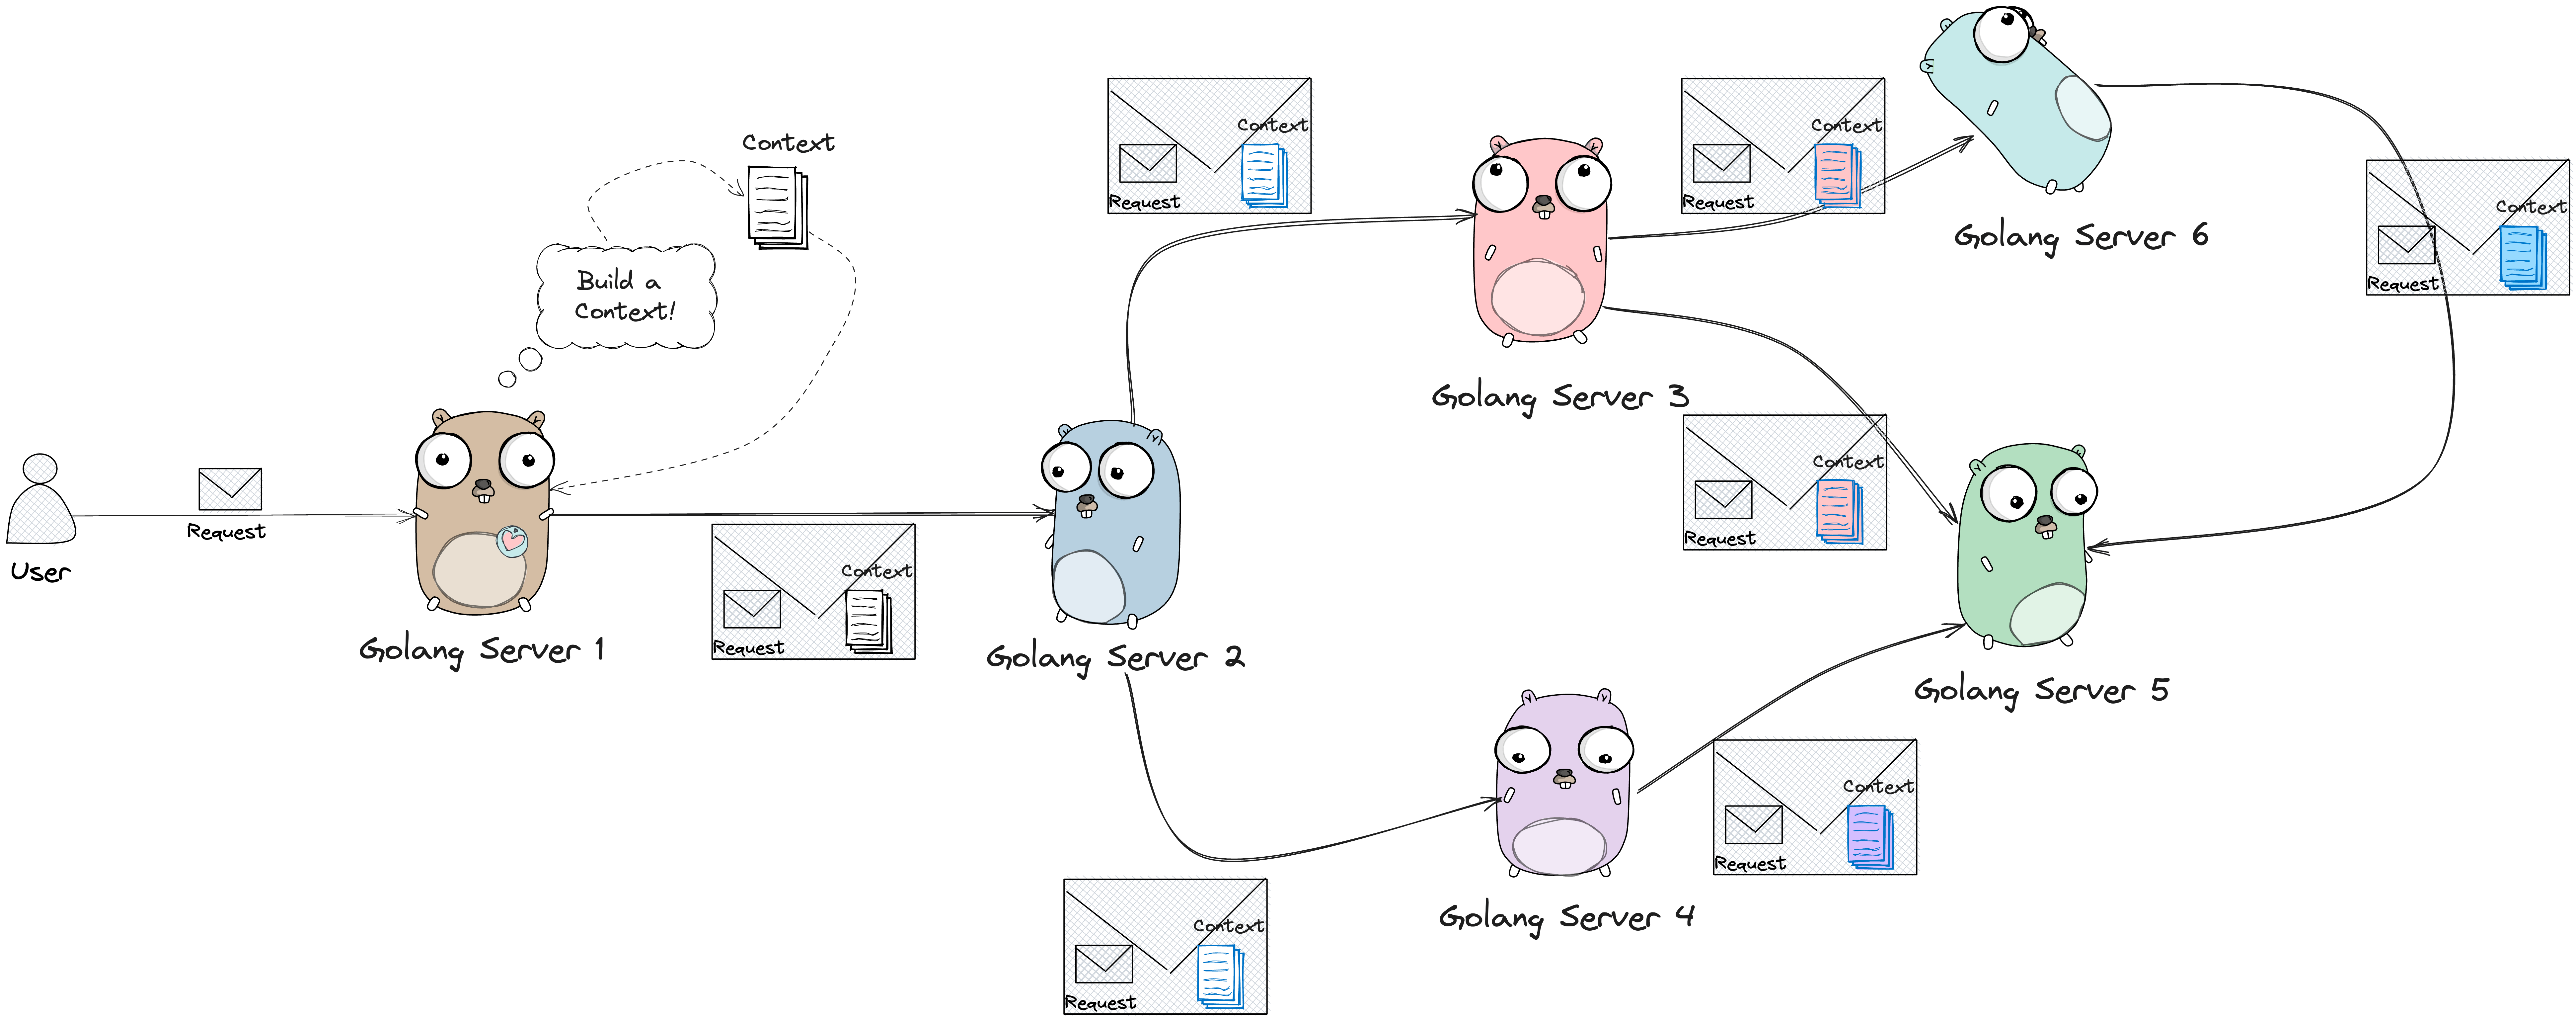 User
Request
Build a
Context!
Context
Golang Server 1
Context
Request
Golang Server 2
Context
Request
Context
Request
Golang Server 3
Context
Request
Context
Request
Golang Server 4
Context
Request
Golang Server 6
Context
Request
Golang Server 5